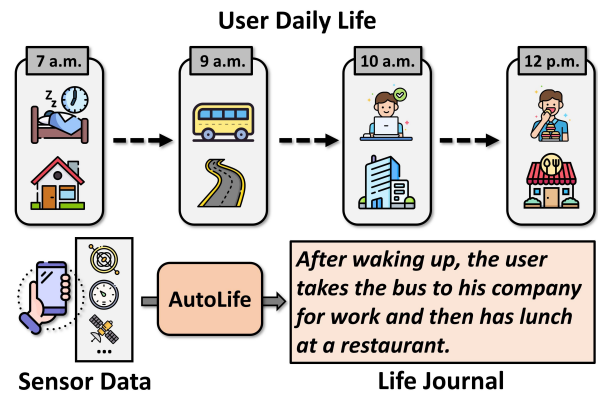 User Daily Life
7 a.m.
9 a.m.
10 a.m.
12 p.m.
Z z
AutoLife
After waking up, the user
takes the bus to his company
for work and then has lunch
at a restaurant.
...
Sensor Data
Life Journal